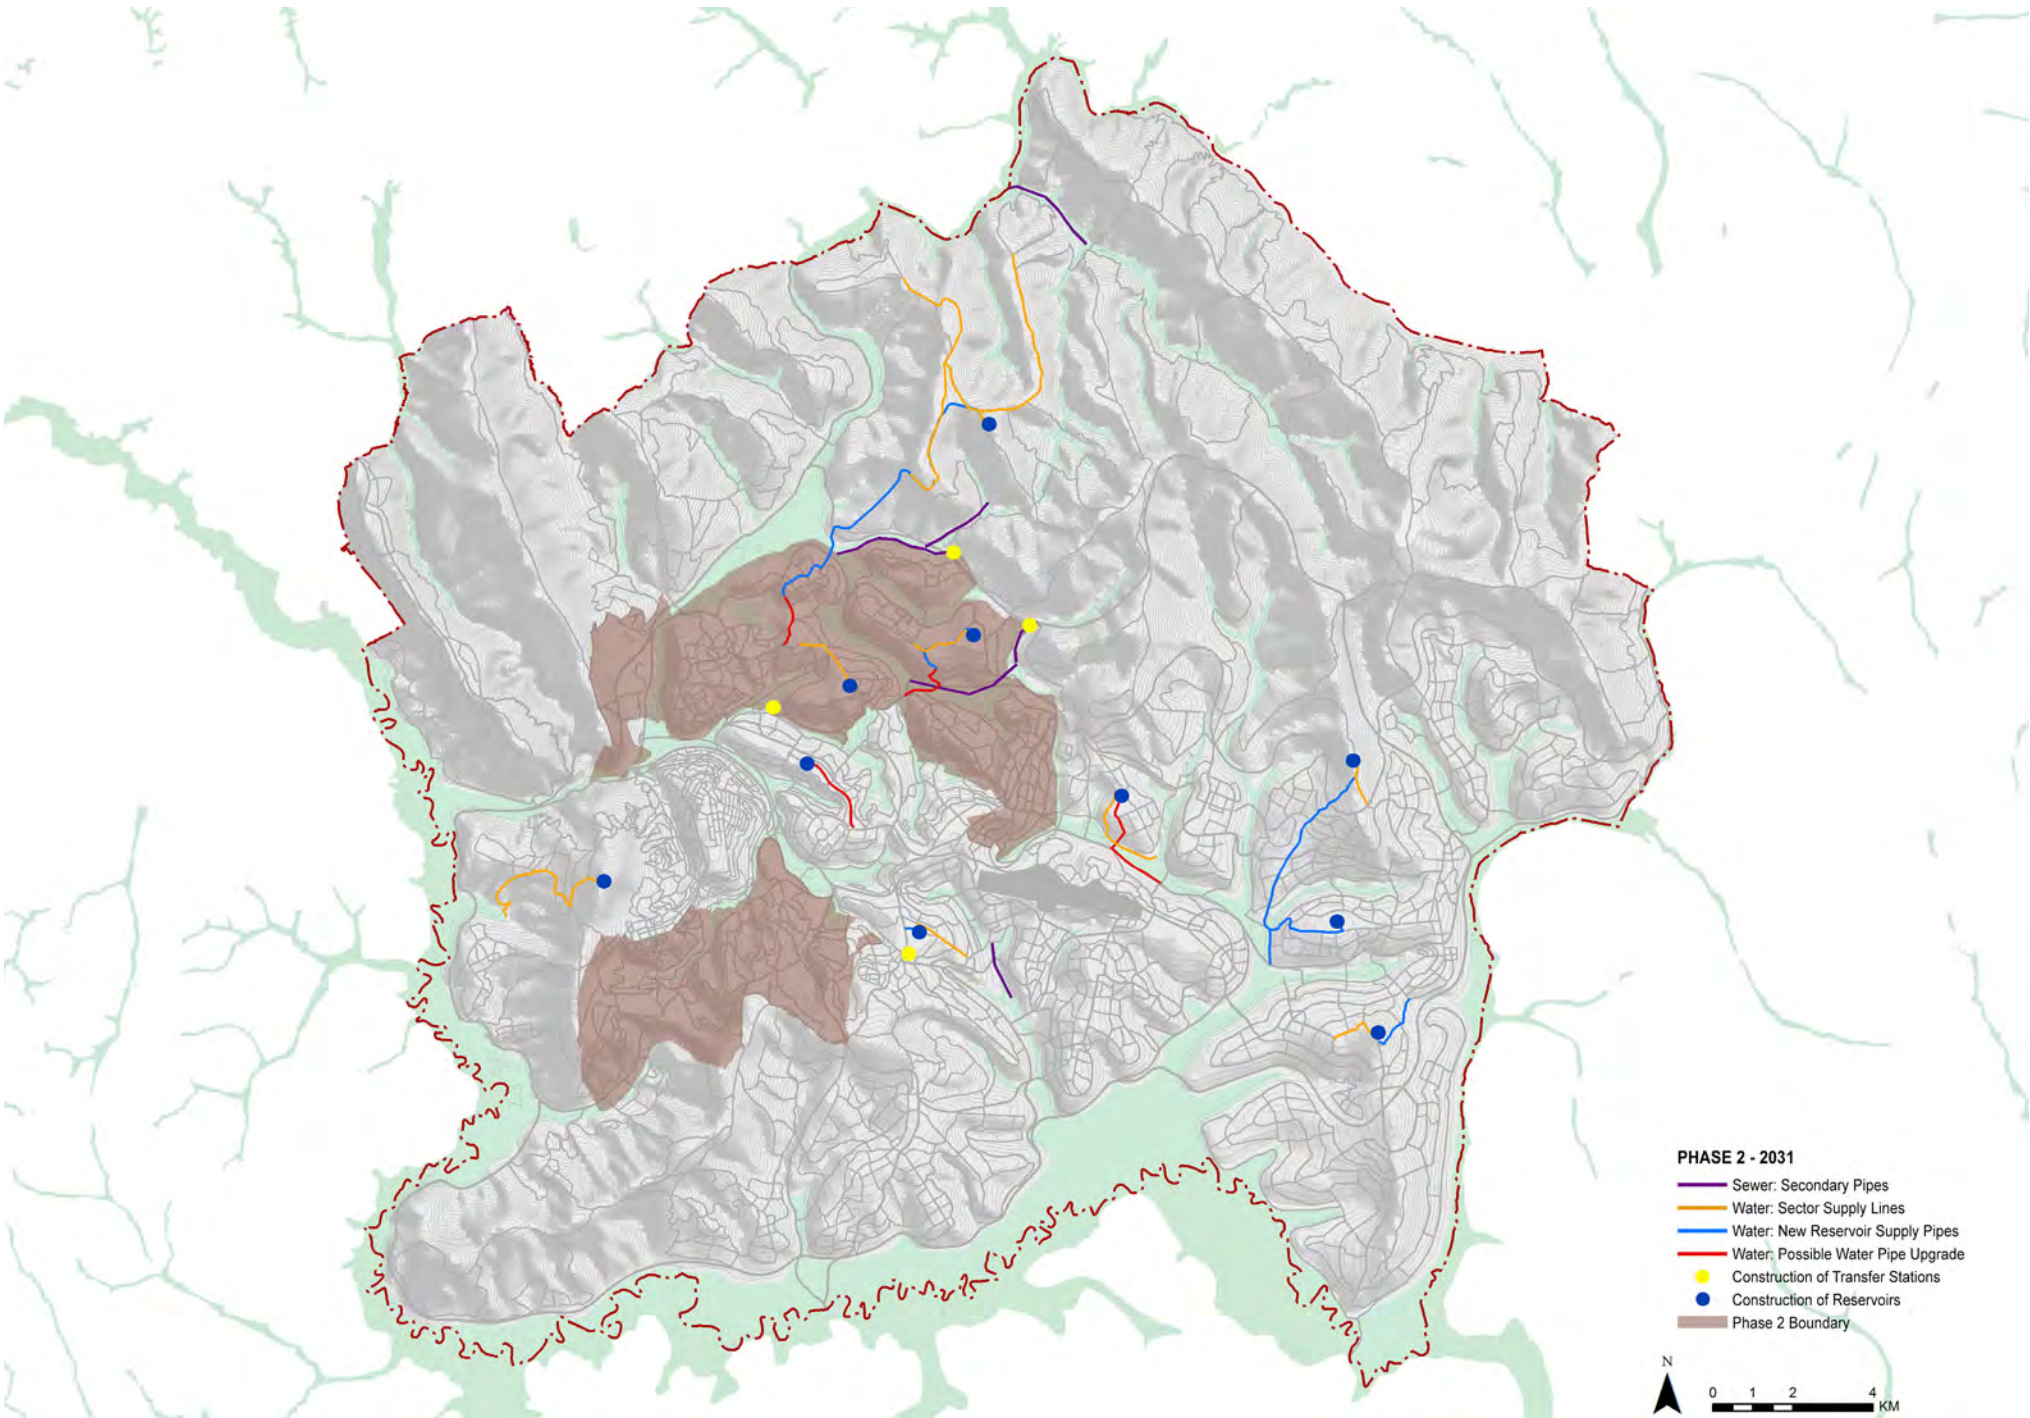 PHASE 2 - 2031
Sewer: Secondary Pipes
Water: Sector Supply Lines
Water: New Reservoir Supply Pipes
Water: Possible Water Pipe Upgrade
Construction of Transfer Stations
Construction of Reservoirs
Phase 2 Boundary
N
0 1 2 4
KM